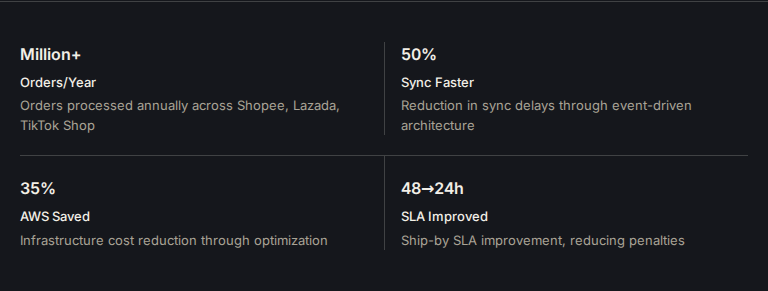 Million+
Orders/Year
Orders processed annually across Shopee, Lazada,
TikTok Shop
50%
Sync Faster
Reduction in sync delays through event-driven
architecture
35%
AWS Saved
Infrastructure cost reduction through optimization
48→24h
SLA Improved
Ship-by SLA improvement, reducing penalties